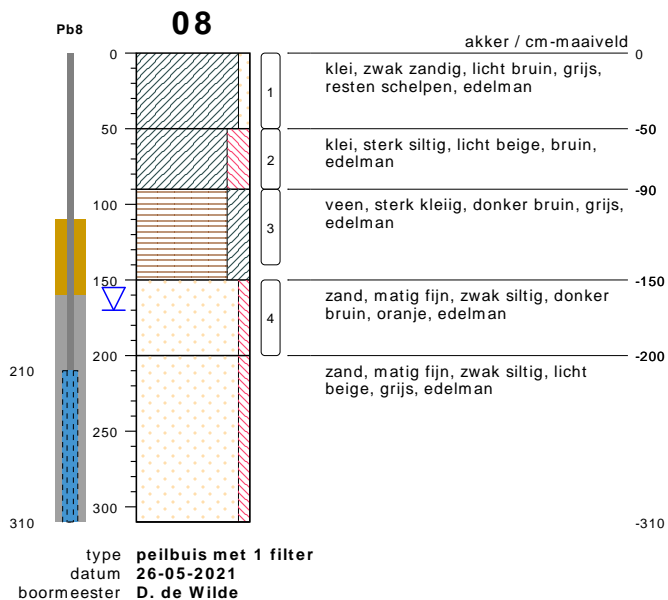 08
Pb8
akker / cm-maaiveld
0
0
klei, zwak zandig, licht bruin, grijs,
resten schelpen, edelman
1
50
-50
klei, sterk siltig, licht beige, bruin,
edelman
2
-90
veen, sterk kleiig, donker bruin, grijs,
edelman
100
3
150
-150
zand, matig fijn, zwak siltig, donker
bruin, oranje, edelman
4
200
-200
zand, matig fijn, zwak siltig, licht
beige, grijs, edelman
210
250
300
310
-310
type peilbuis met 1 filter
datum 26-05-2021
boormeester D. de Wilde